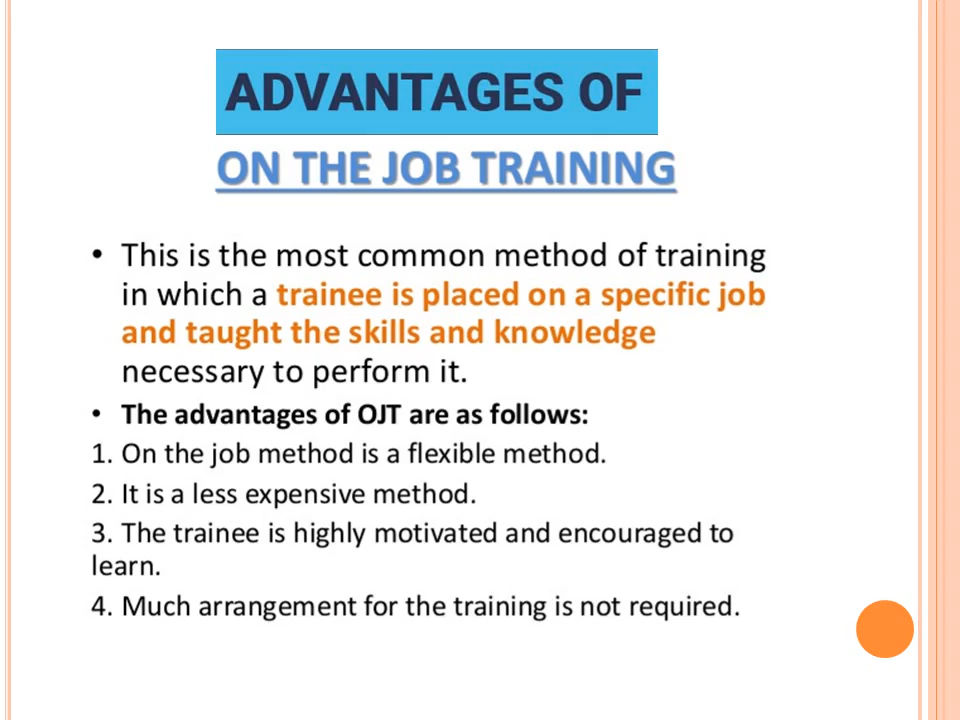 ADVANTAGES OF
ON THE JOB TRAINING
• This is the most common method of training
in which a trainee is placed on a specific job
and taught the skills and knowledge
necessary to perform it.
• The advantages of OJT are as follows:
1. On the job method is a flexible method.
2. It is a less expensive method.
3. The trainee is highly motivated and encouraged to
learn.
4. Much arrangement for the training is not required.